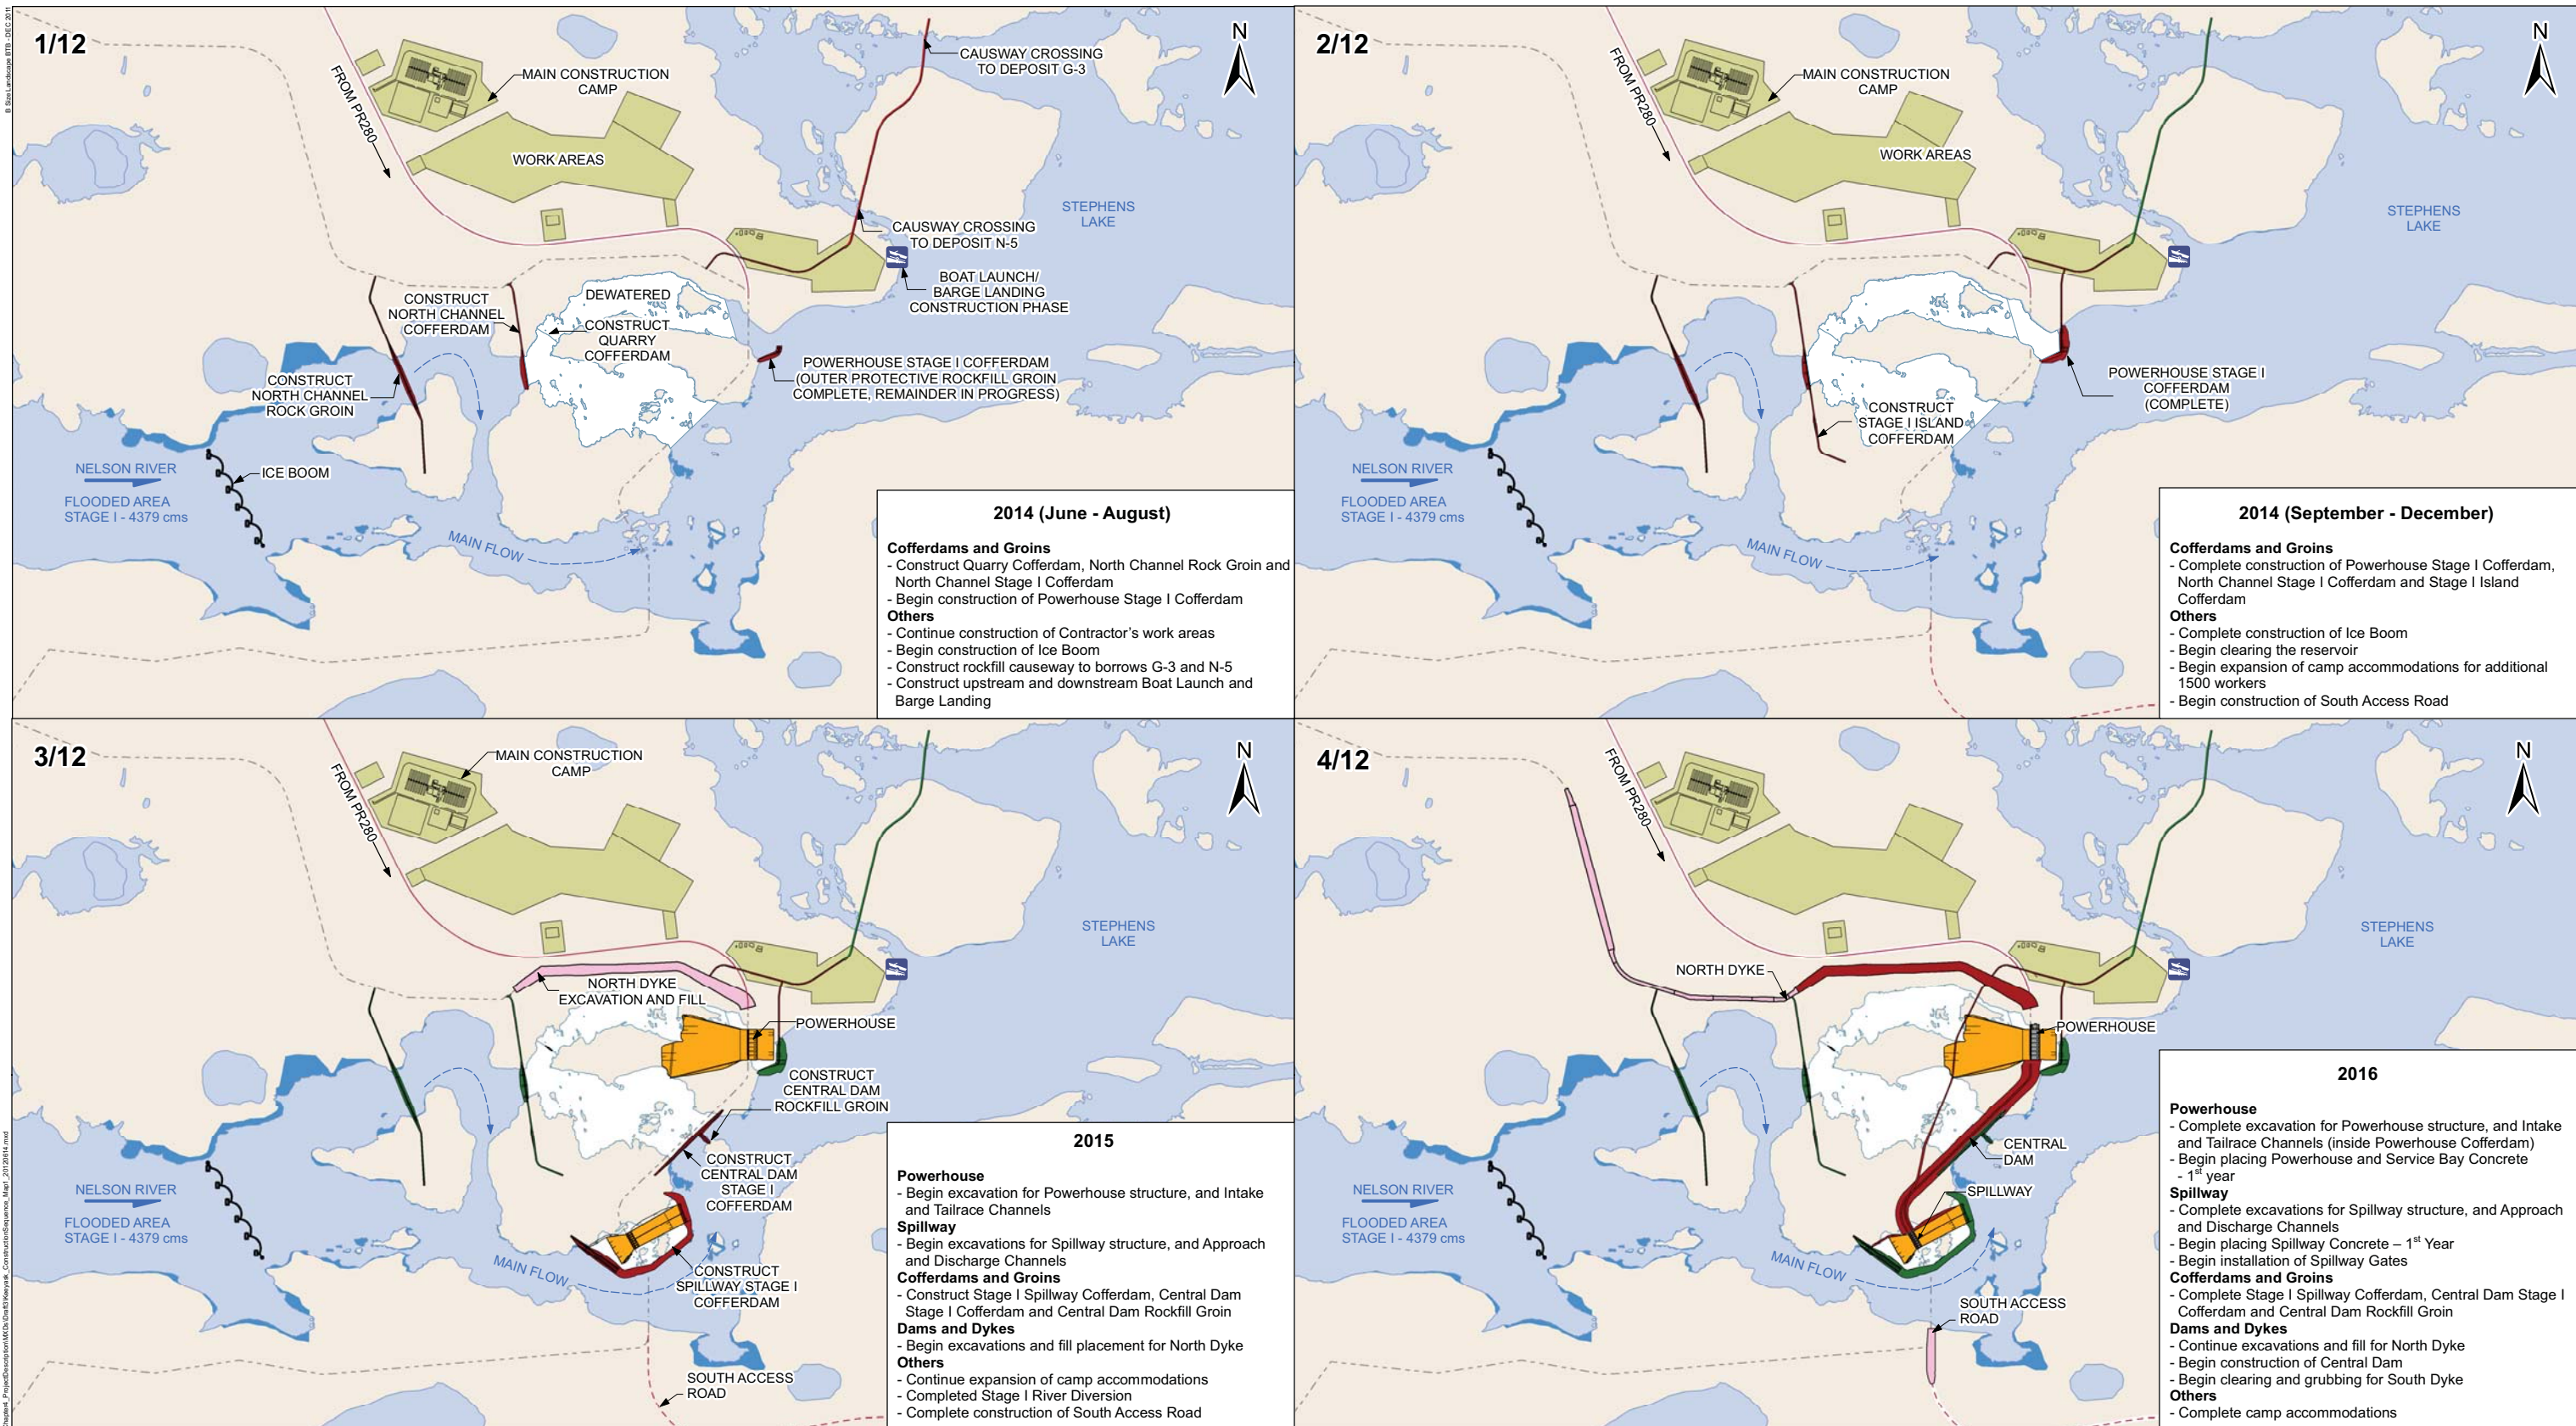 B Size Landscape BTB - DEC 2011
1/12
N
CAUSWAY CROSSING
TO DEPOSIT G-3
MAIN CONSTRUCTION
CAMP
FROM PR280
WORK AREAS
STEPHENS
LAKE
CAUSWAY CROSSING
TO DEPOSIT N-5
BOAT LAUNCH/
BARGE LANDING
CONSTRUCTION PHASE
CONSTRUCT
NORTH CHANNEL
COFFERDAM
DEWATERED
CONSTRUCT
QUARRY
COFFERDAM
CONSTRUCT
NORTH CHANNEL
ROCK GROIN
POWERHOUSE STAGE I COFFERDAM
(OUTER PROTECTIVE ROCKFILL GROIN
COMPLETE, REMAINDER IN PROGRESS)
NELSON RIVER
ICE BOOM
FLOODED AREA
STAGE I - 4379 cms
MAIN FLOW
2014 (June - August)
Cofferdams and Groins
- Construct Quarry Cofferdam, North Channel Rock Groin and
North Channel Stage I Cofferdam
- Begin construction of Powerhouse Stage I Cofferdam
Others
- Continue construction of Contractor's work areas
- Begin construction of Ice Boom
- Construct rockfill causeway to borrows G-3 and N-5
- Construct upstream and downstream Boat Launch and
Barge Landing
2/12
N
MAIN CONSTRUCTION
CAMP
FROM PR280
WORK AREAS
STEPHENS
LAKE
POWERHOUSE STAGE I
COFFERDAM
(COMPLETE)
CONSTRUCT
STAGE I ISLAND
COFFERDAM
NELSON RIVER
FLOODED AREA
STAGE I - 4379 cms
MAIN FLOW
2014 (September - December)
Cofferdams and Groins
- Complete construction of Powerhouse Stage I Cofferdam,
North Channel Stage I Cofferdam and Stage I Island
Cofferdam
Others
- Complete construction of Ice Boom
- Begin clearing the reservoir
- Begin expansion of camp accommodations for additional
1500 workers
- Begin construction of South Access Road
3/12
N
MAIN CONSTRUCTION
CAMP
FROM PR280
STEPHENS
LAKE
NORTH DYKE
EXCAVATION AND FILL
POWERHOUSE
CONSTRUCT
CENTRAL DAM
ROCKFILL GROIN
CONSTRUCT
CENTRAL DAM
STAGE I
COFFERDAM
NELSON RIVER
FLOODED AREA
STAGE I - 4379 cms
MAIN FLOW
CONSTRUCT
SPILLWAY STAGE I
COFFERDAM
SOUTH ACCESS
ROAD
2015
Powerhouse
- Begin excavation for Powerhouse structure, and Intake
and Tailrace Channels
Spillway
- Begin excavations for Spillway structure, and Approach
and Discharge Channels
Cofferdams and Groins
- Construct Stage I Spillway Cofferdam, Central Dam
Stage I Cofferdam and Central Dam Rockfill Groin
Dams and Dykes
- Begin excavations and fill placement for North Dyke
Others
- Continue expansion of camp accommodations
- Completed Stage I River Diversion
- Complete construction of South Access Road
4/12
N
FROM PR280
STEPHENS
LAKE
NORTH DYKE
POWERHOUSE
CENTRAL
DAM
SPILLWAY
NELSON RIVER
FLOODED AREA
STAGE I - 4379 cms
MAIN FLOW
SOUTH ACCESS
ROAD
2016
Powerhouse
- Complete excavation for Powerhouse structure, and Intake
and Tailrace Channels (inside Powerhouse Cofferdam)
- Begin placing Powerhouse and Service Bay Concrete
- 1st year
Spillway
- Complete excavations for Spillway structure, and Approach
and Discharge Channels
- Begin placing Spillway Concrete – 1st Year
- Begin installation of Spillway Gates
Cofferdams and Groins
- Complete Stage I Spillway Cofferdam, Central Dam Stage I
Cofferdam and Central Dam Rockfill Groin
Dams and Dykes
- Continue excavations and fill for North Dyke
- Begin construction of Central Dam
- Begin clearing and grubbing for South Dyke
Others
- Complete camp accommodations